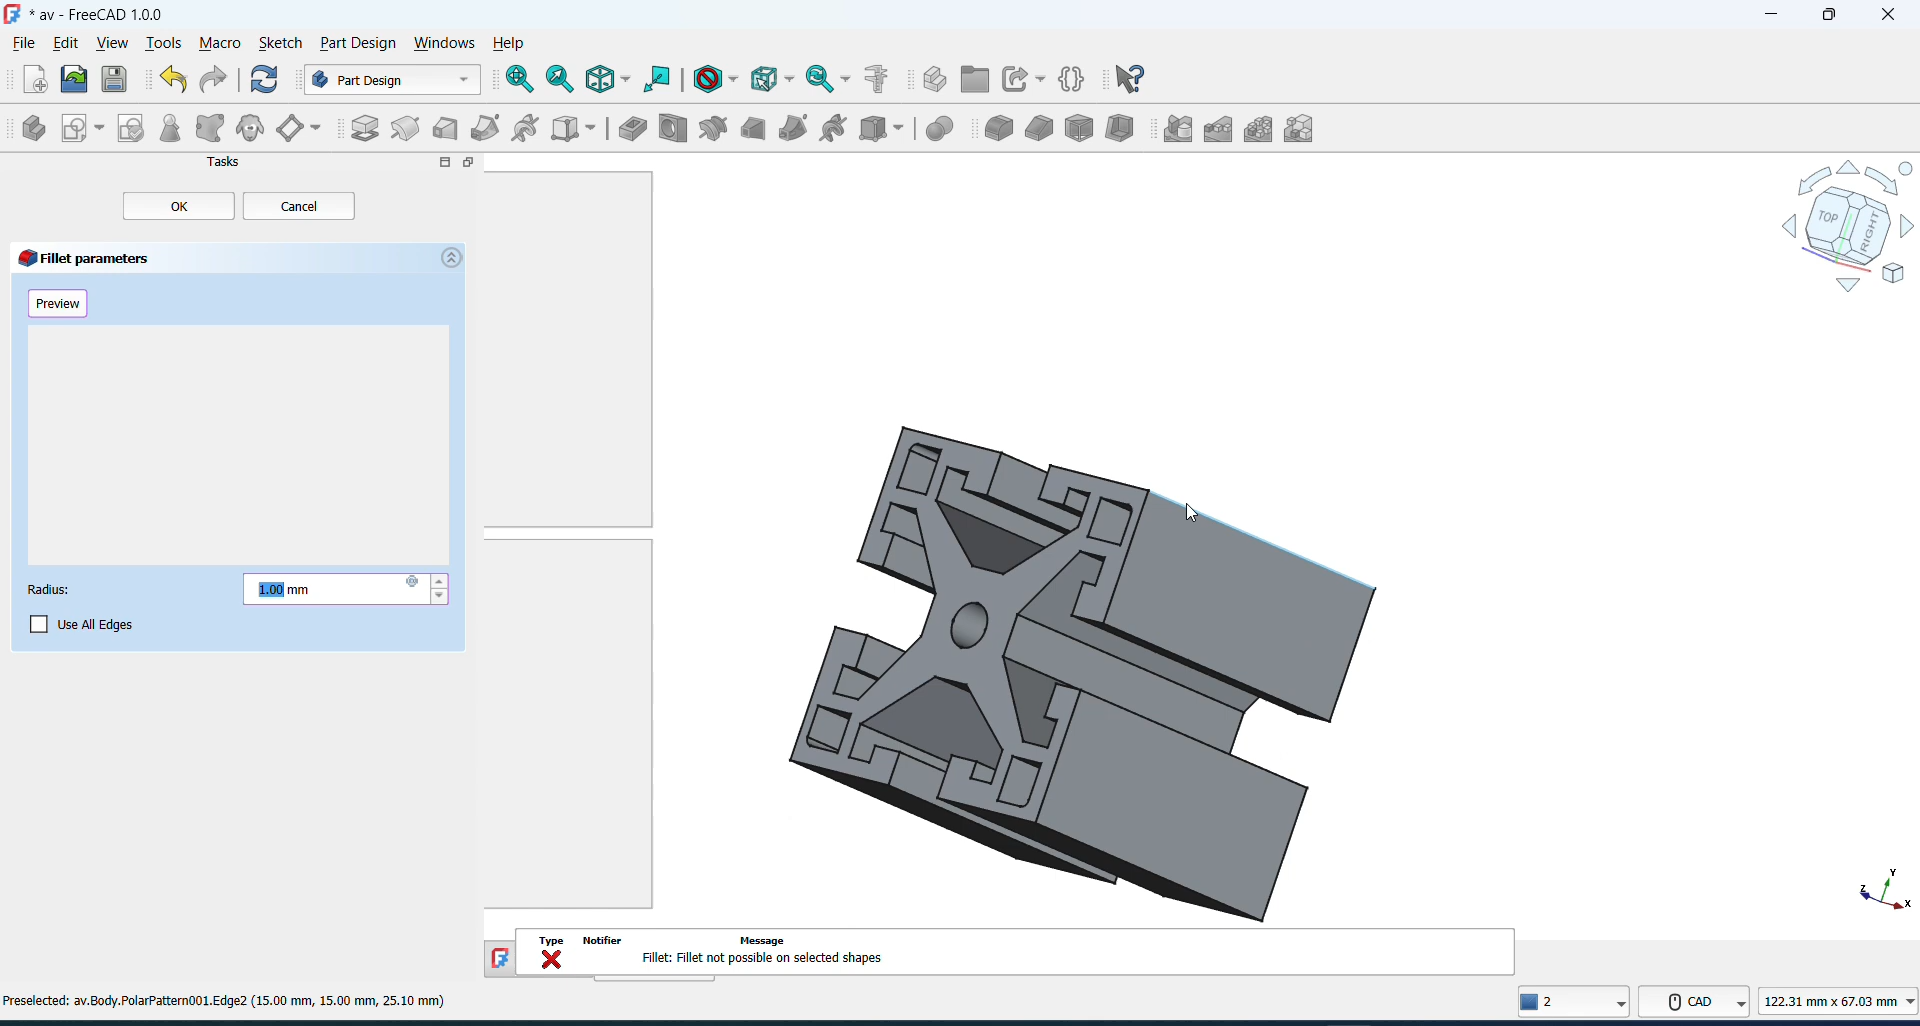 * av - FreeCAD 1.0.0
File Edit View Tools Macro Sketch Part Design Windows Help
Part Design
Tasks
OK Cancel
Fillet parameters
Preview
Radius: 1.00 mm
Use All Edges
TOP RIGHT
Y
Z
X
Type Notifier Message
Fillet: Fillet not possible on selected shapes
Preselected: av.Body.PolarPattern001.Edge2 (15.00 mm, 15.00 mm, 25.10 mm)
2 CAD 122.31 mm x 67.03 mm